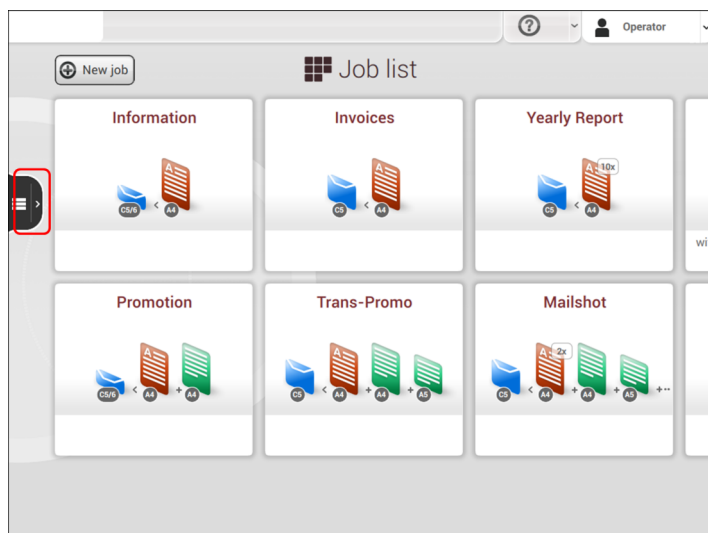 Operator
New job
Job list
Information
C5/6 < A4
Invoices
C5 < A4
Yearly Report
10x
C5 < A4
wi
Promotion
C5/6 < A4 + A4
Trans-Promo
C5 < A4 + A4 + A5
Mailshot
2x
C5 < A4 + A4 + A5 +••